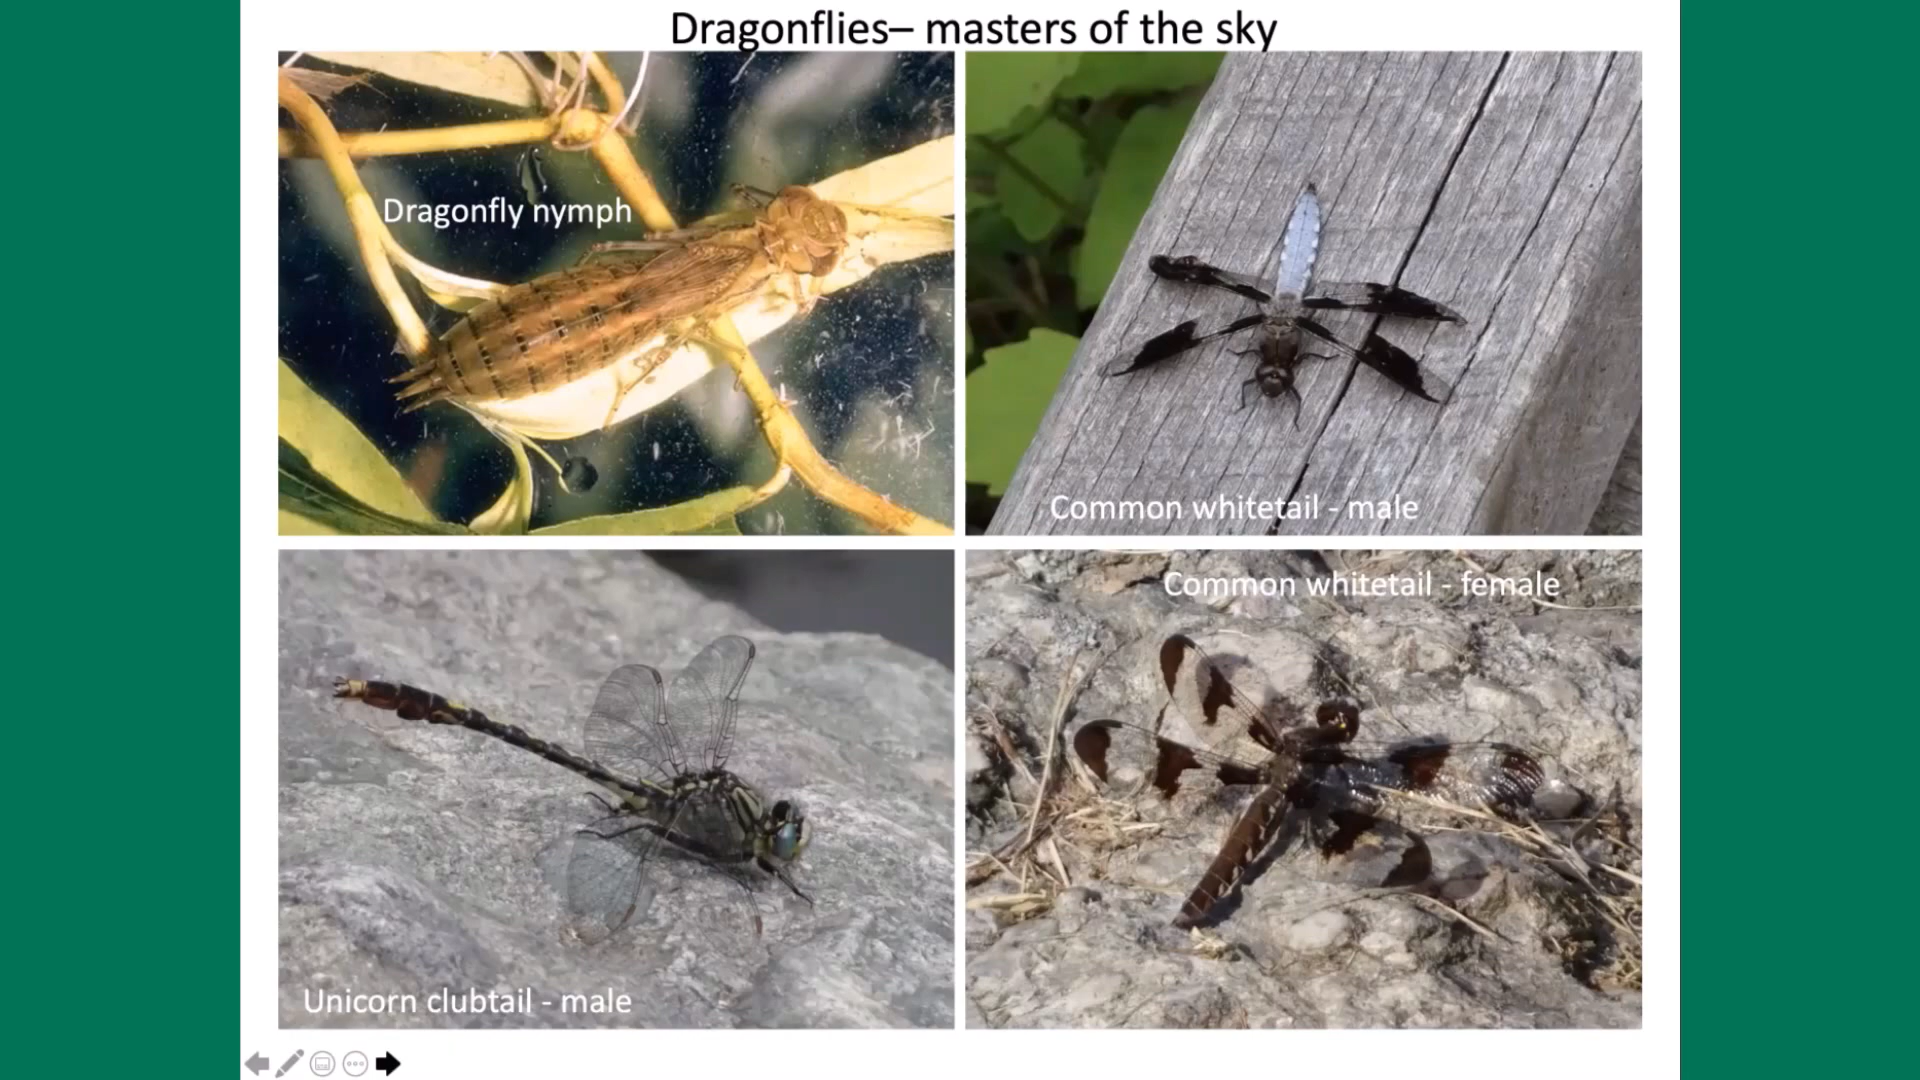 Dragonflies– masters of the sky
Dragonfly nymph
Common whitetail - male
Common whitetail - female
Unicorn clubtail - male